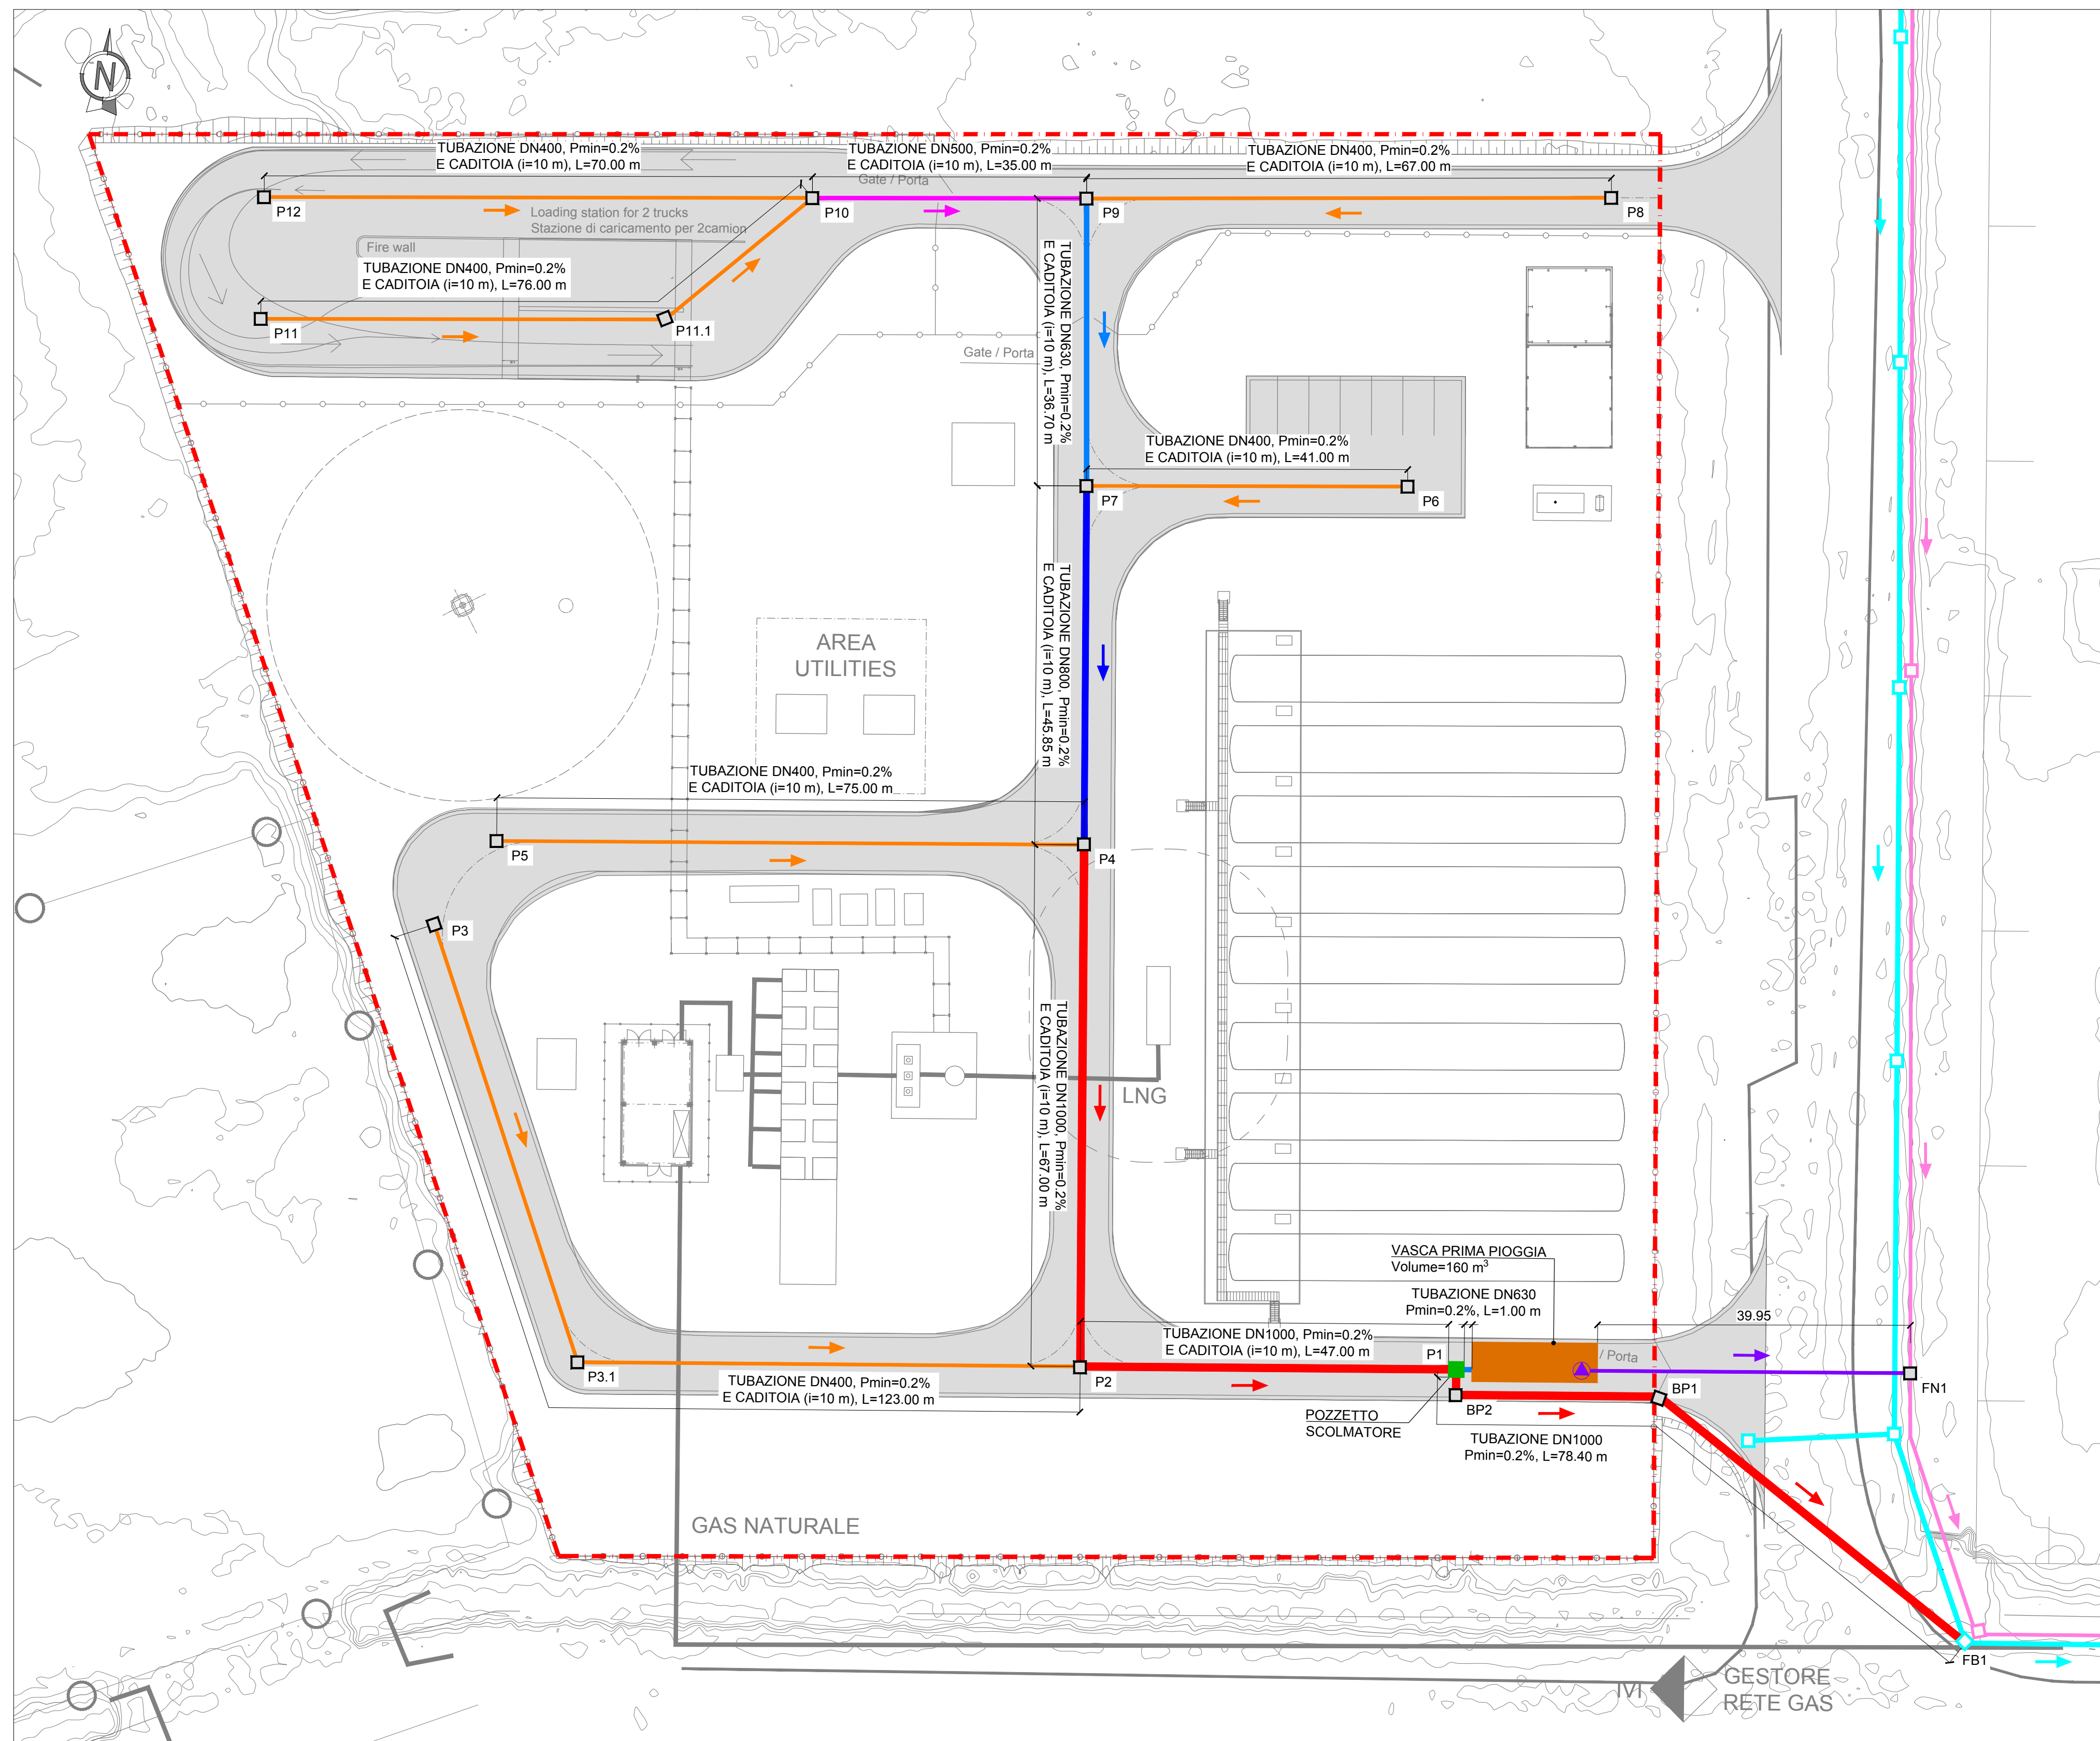 N
TUBAZIONE DN400, Pmin=0.2%
E CADITOIA (i=10 m), L=70.00 m
TUBAZIONE DN500, Pmin=0.2%
E CADITOIA (i=10 m), L=35.00 m
TUBAZIONE DN400, Pmin=0.2%
E CADITOIA (i=10 m), L=67.00 m
Gate / Porta
P12
P10
P9
P8
Loading station for 2 trucks
Stazione di caricamento per 2camion
Fire wall
TUBAZIONE DN400, Pmin=0.2%
E CADITOIA (i=10 m), L=76.00 m
P11
P11.1
TUBAZIONE DN630, Pmin=0.2%
E CADITOIA (i=10 m), L=36.70 m
Gate / Porta
TUBAZIONE DN400, Pmin=0.2%
E CADITOIA (i=10 m), L=41.00 m
P7
P6
TUBAZIONE DN800, Pmin=0.2%
E CADITOIA (i=10 m), L=45.85 m
AREA
UTILITIES
TUBAZIONE DN400, Pmin=0.2%
E CADITOIA (i=10 m), L=75.00 m
P5
P4
P3
TUBAZIONE DN1000, Pmin=0.2%
E CADITOIA (i=10 m), L=67.00 m
LNG
VASCA PRIMA PIOGGIA
Volume=160 m³
TUBAZIONE DN630
Pmin=0.2%, L=1.00 m
39.95
TUBAZIONE DN1000, Pmin=0.2%
E CADITOIA (i=10 m), L=47.00 m
P1
/ Porta
P3.1
TUBAZIONE DN400, Pmin=0.2%
E CADITOIA (i=10 m), L=123.00 m
P2
BP1
FN1
BP2
POZZETTO
SCOLMATORE
TUBAZIONE DN1000
Pmin=0.2%, L=78.40 m
GAS NATURALE
FB1
GESTORE
RETE GAS